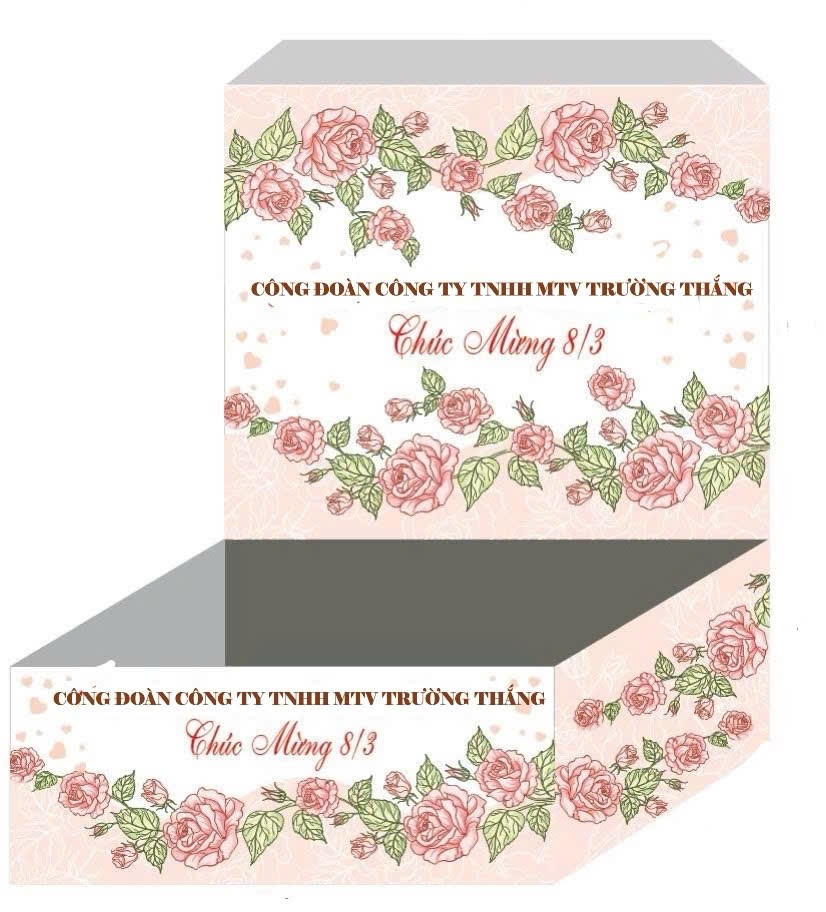 CÔNG ĐOÀN CÔNG TY TNHH MTV TRƯỜNG THẮNG
Chúc Mừng 8/3
CÔNG ĐOÀN CÔNG TY TNHH MTV TRƯỜNG THẮNG
Chúc Mừng 8/3